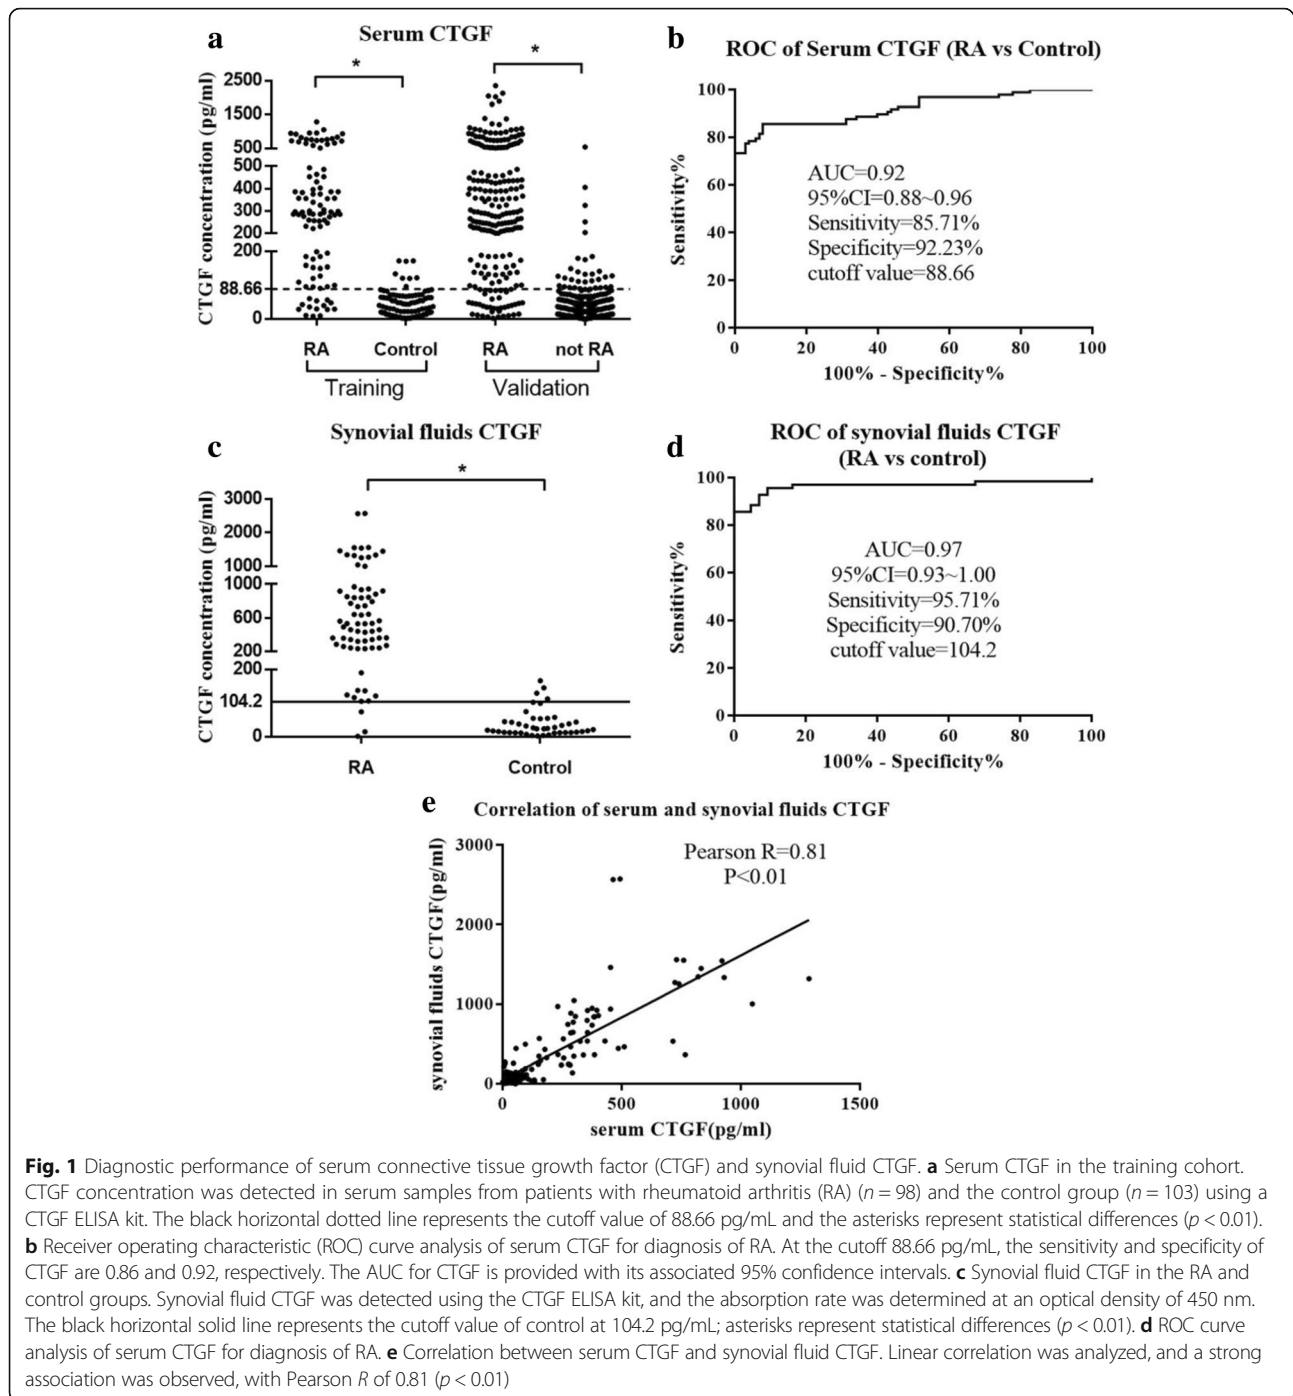 a
Serum CTGF
*
*
CTGF concentration (pg/ml)
2500
1500
500
500
400
300
200
200
88.66
0
RA
Control
RA
not RA
Training
Validation
b
ROC of Serum CTGF (RA vs Control)
Sensitivity%
100
80
60
40
20
0
AUC=0.92
95%CI=0.88~0.96
Sensitivity=85.71%
Specificity=92.23%
cutoff value=88.66
0
20
40
60
80
100
100% - Specificity%
c
Synovial fluids CTGF
*
CTGF concentration (pg/ml)
3000
2000
1000
1000
600
200
200
104.2
0
RA
Control
d
ROC of synovial fluids CTGF
(RA vs control)
Sensitivity%
100
80
60
40
20
0
AUC=0.97
95%CI=0.93~1.00
Sensitivity=95.71%
Specificity=90.70%
cutoff value=104.2
0
20
40
60
80
100
100% - Specificity%
e
Correlation of serum and synovial fluids CTGF
synovial fluids CTGF(pg/ml)
3000
2000
1000
0
Pearson R=0.81
P<0.01
0
500
1000
1500
serum CTGF(pg/ml)
Fig. 1 Diagnostic performance of serum connective tissue growth factor (CTGF) and synovial fluid CTGF. a Serum CTGF in the training cohort.
CTGF concentration was detected in serum samples from patients with rheumatoid arthritis (RA) (n = 98) and the control group (n = 103) using a
CTGF ELISA kit. The black horizontal dotted line represents the cutoff value of 88.66 pg/mL and the asterisks represent statistical differences (p < 0.01).
b Receiver operating characteristic (ROC) curve analysis of serum CTGF for diagnosis of RA. At the cutoff 88.66 pg/mL, the sensitivity and specificity of
CTGF are 0.86 and 0.92, respectively. The AUC for CTGF is provided with its associated 95% confidence intervals. c Synovial fluid CTGF in the RA and
control groups. Synovial fluid CTGF was detected using the CTGF ELISA kit, and the absorption rate was determined at an optical density of 450 nm.
The black horizontal solid line represents the cutoff value of control at 104.2 pg/mL; asterisks represent statistical differences (p < 0.01). d ROC curve
analysis of serum CTGF for diagnosis of RA. e Correlation between serum CTGF and synovial fluid CTGF. Linear correlation was analyzed, and a strong
association was observed, with Pearson R of 0.81 (p < 0.01)